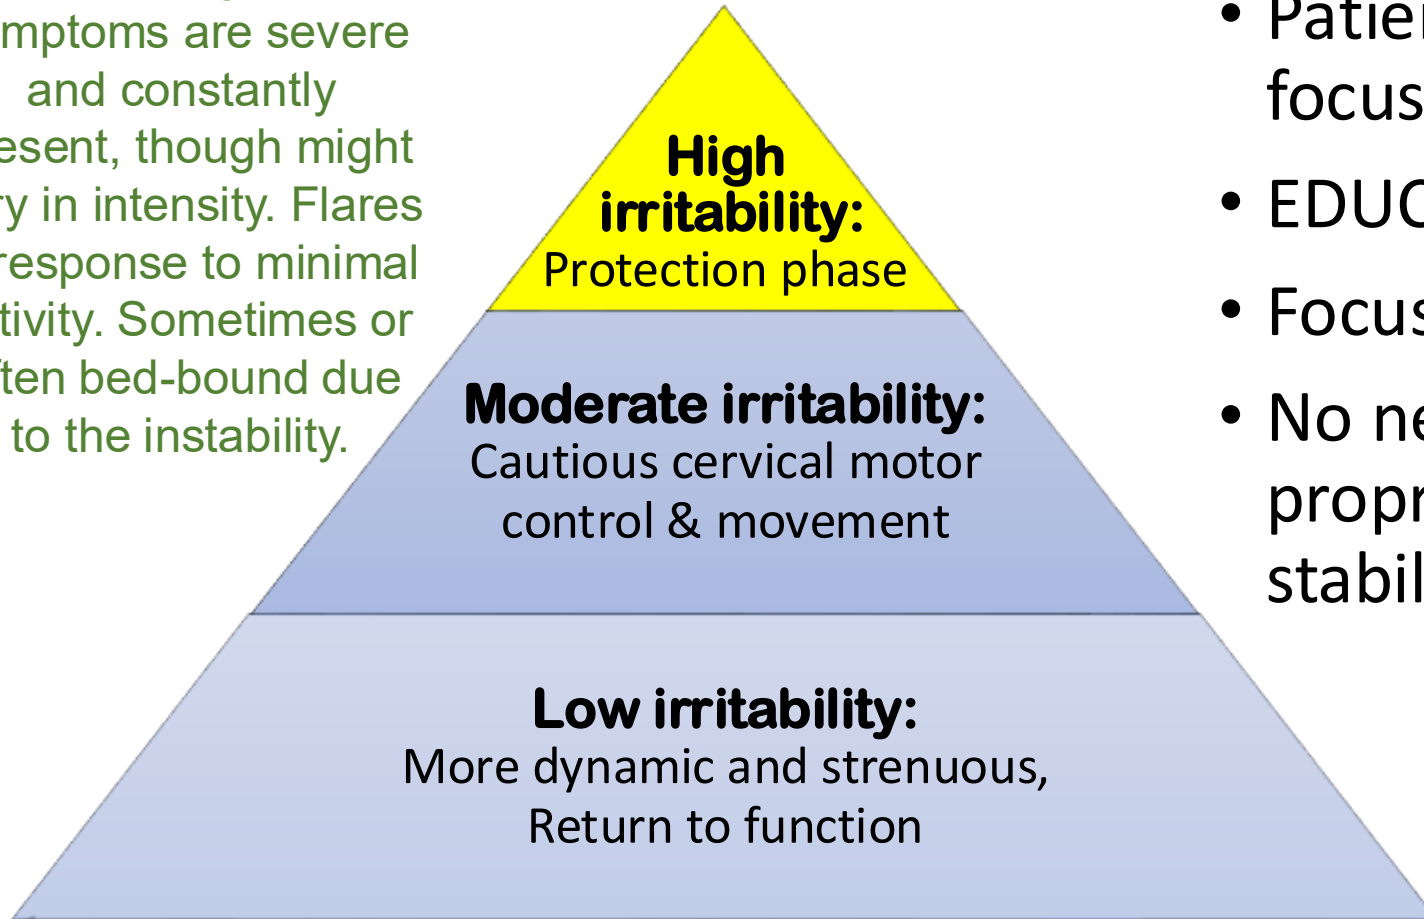 mptoms are severe
and constantly
esent, though might
ry in intensity. Flares
response to minimal
tivity. Sometimes or
ten bed-bound due
to the instability.
High
irritability:
Protection phase
Moderate irritability:
Cautious cervical motor
control & movement
Low irritability:
More dynamic and strenuous,
Return to function
• Patie
focus
• EDUC
• Focus
• No ne
propr
stabil